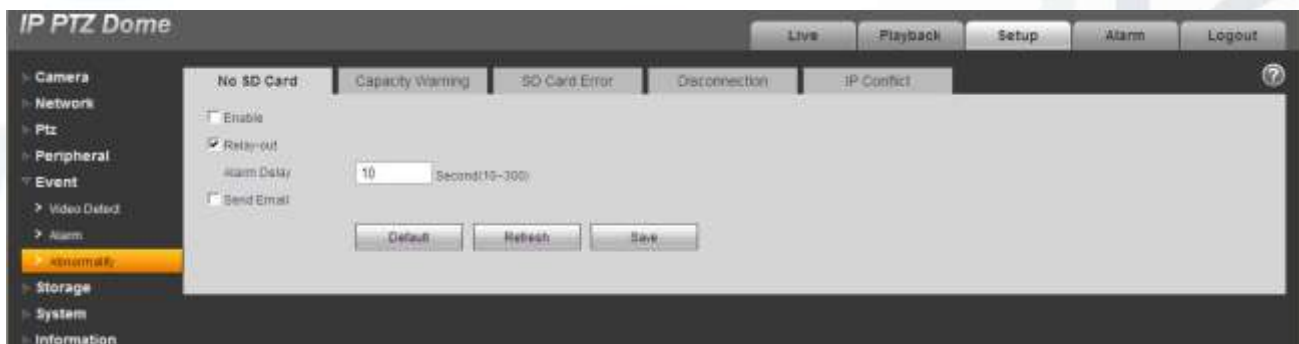 IP PTZ Dome
Live Playback Setup Alarm Logout
Camera
Network
Ptz
Peripheral
Event
Video Detect
Alarm
Abnormality
Storage
System
Information
No SD Card Capacity Warning SD Card Error Disconnection IP Conflict
Enable
Relay-out
Alarm Delay 10 Second(10~300)
Send Email
Default Refresh Save